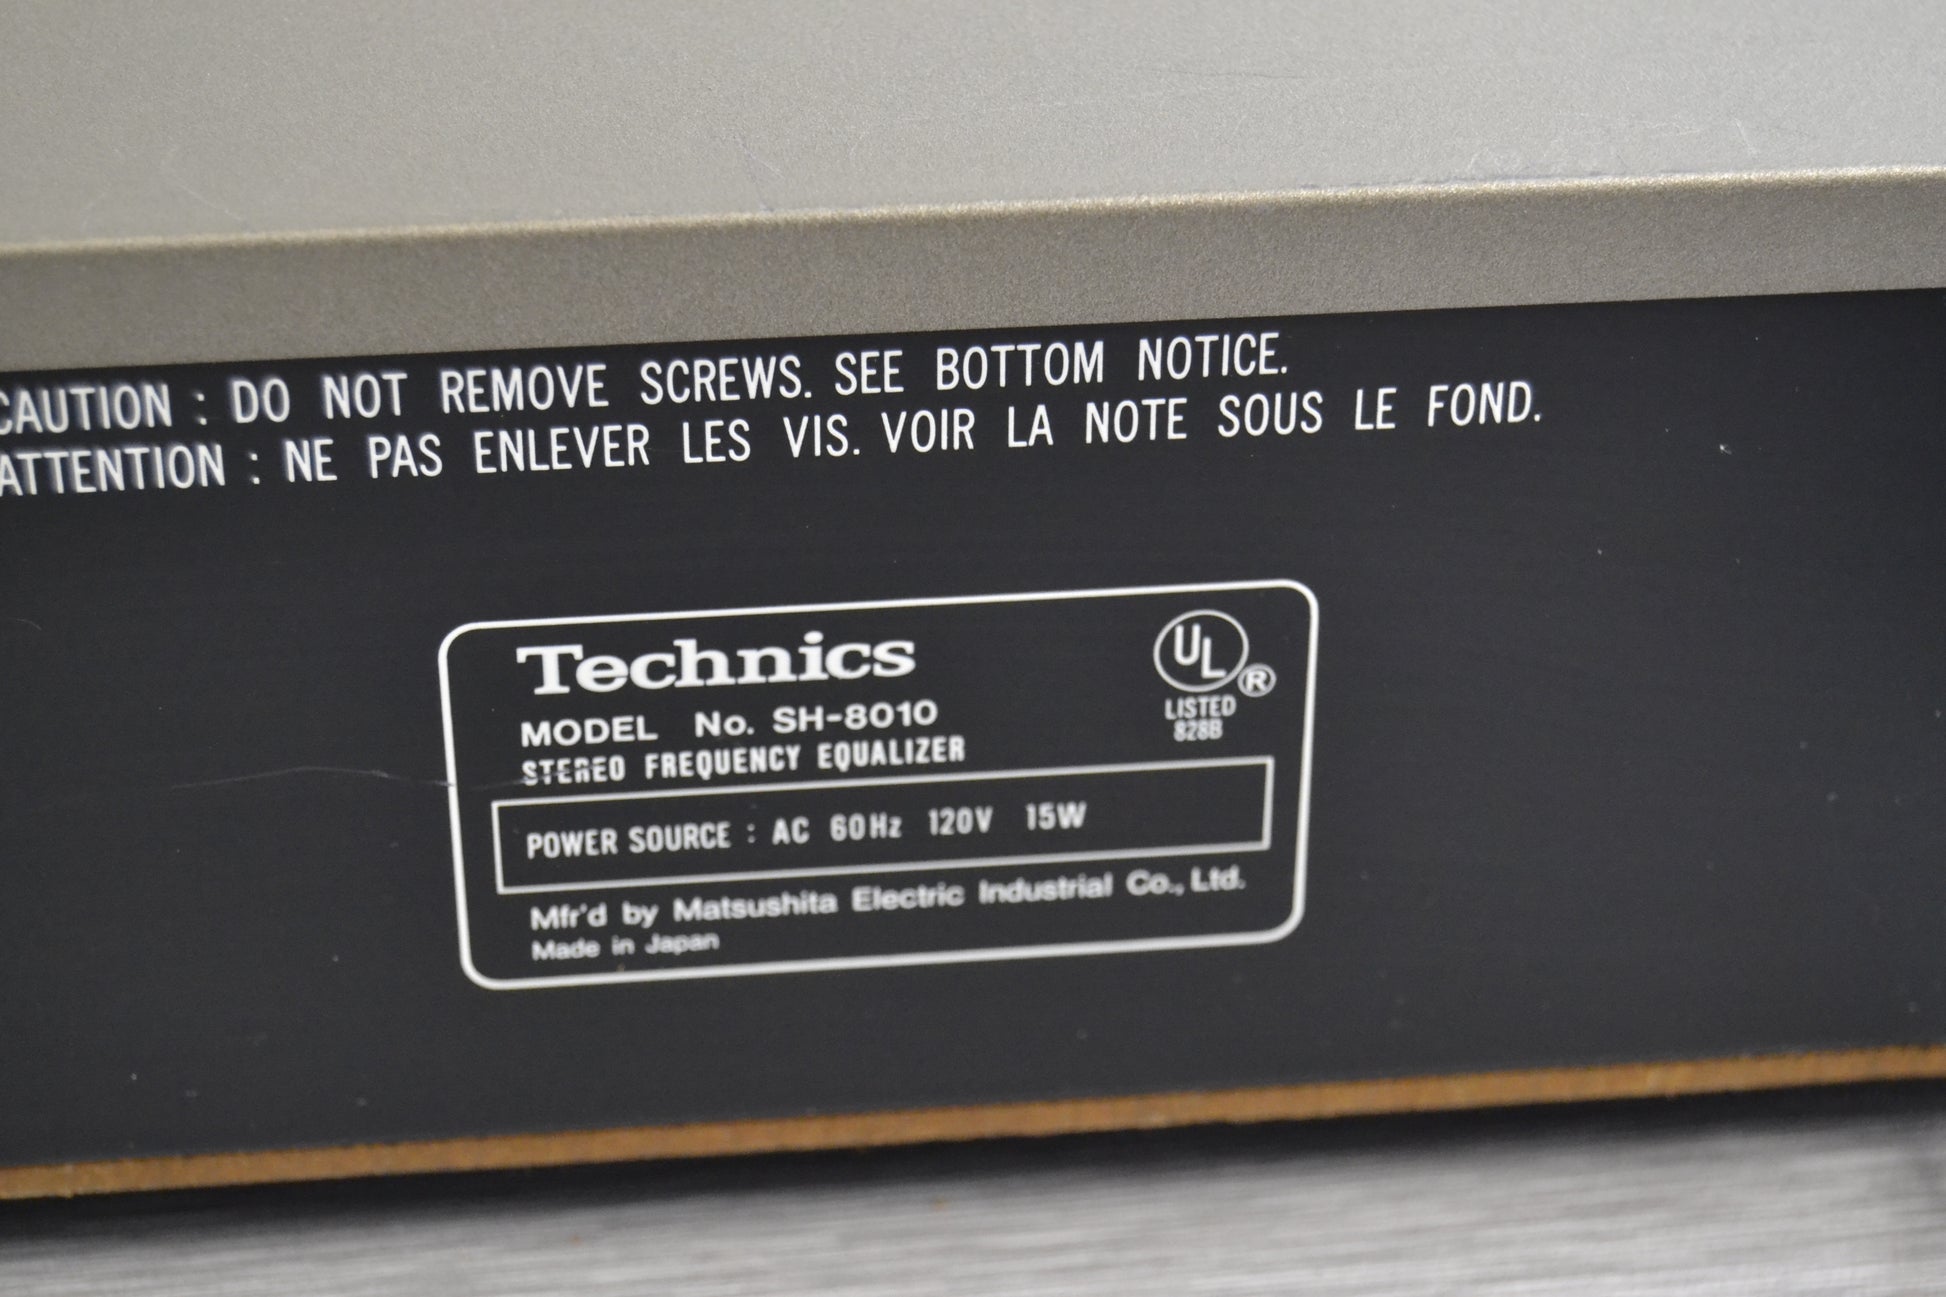 CAUTION : DO NOT REMOVE SCREWS. SEE BOTTOM NOTICE.
ATTENTION : NE PAS ENLEVER LES VIS. VOIR LA NOTE SOUS LE FOND.
Technics
UL ®
LISTED
828B
MODEL No. SH-8010
STEREO FREQUENCY EQUALIZER
POWER SOURCE : AC 60Hz 120V 15W
Mfr'd by Matsushita Electric Industrial Co., Ltd.
Made in Japan